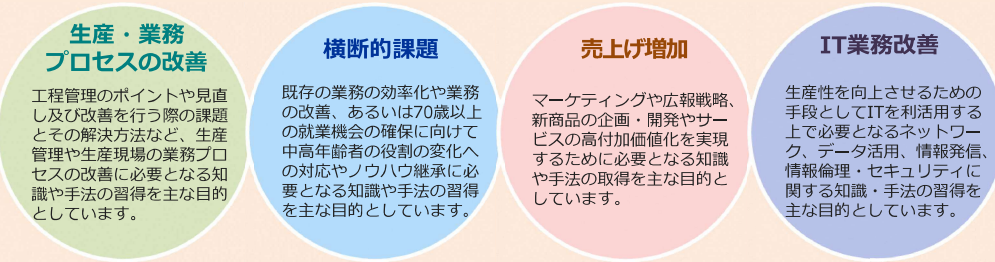 生産・業務
プロセスの改善
工程管理のポイントや見直
し及び改善を行う際の課題
とその解決方法など、生産
管理や生産現場の業務プロ
セスの改善に必要となる知
識や手法の習得を主な目的
としています。
横断的課題
既存の業務の効率化や業務
の改善、あるいは70歳以上
の就業機会の確保に向けて
中高年齢者の役割の変化へ
の対応やノウハウ継承に必
要となる知識や手法の習得
を主な目的としています。
売上げ増加
マーケティングや広報戦略、
新商品の企画・開発やサー
ビスの高付加価値化を実現
するために必要となる知識
や手法の取得を主な目的と
しています。
IT業務改善
生産性を向上させるための
手段としてITを利活用する
上で必要となるネットワー
ク、データ活用、情報発信、
情報倫理・セキュリティに
関する知識・手法の習得を
主な目的としています。